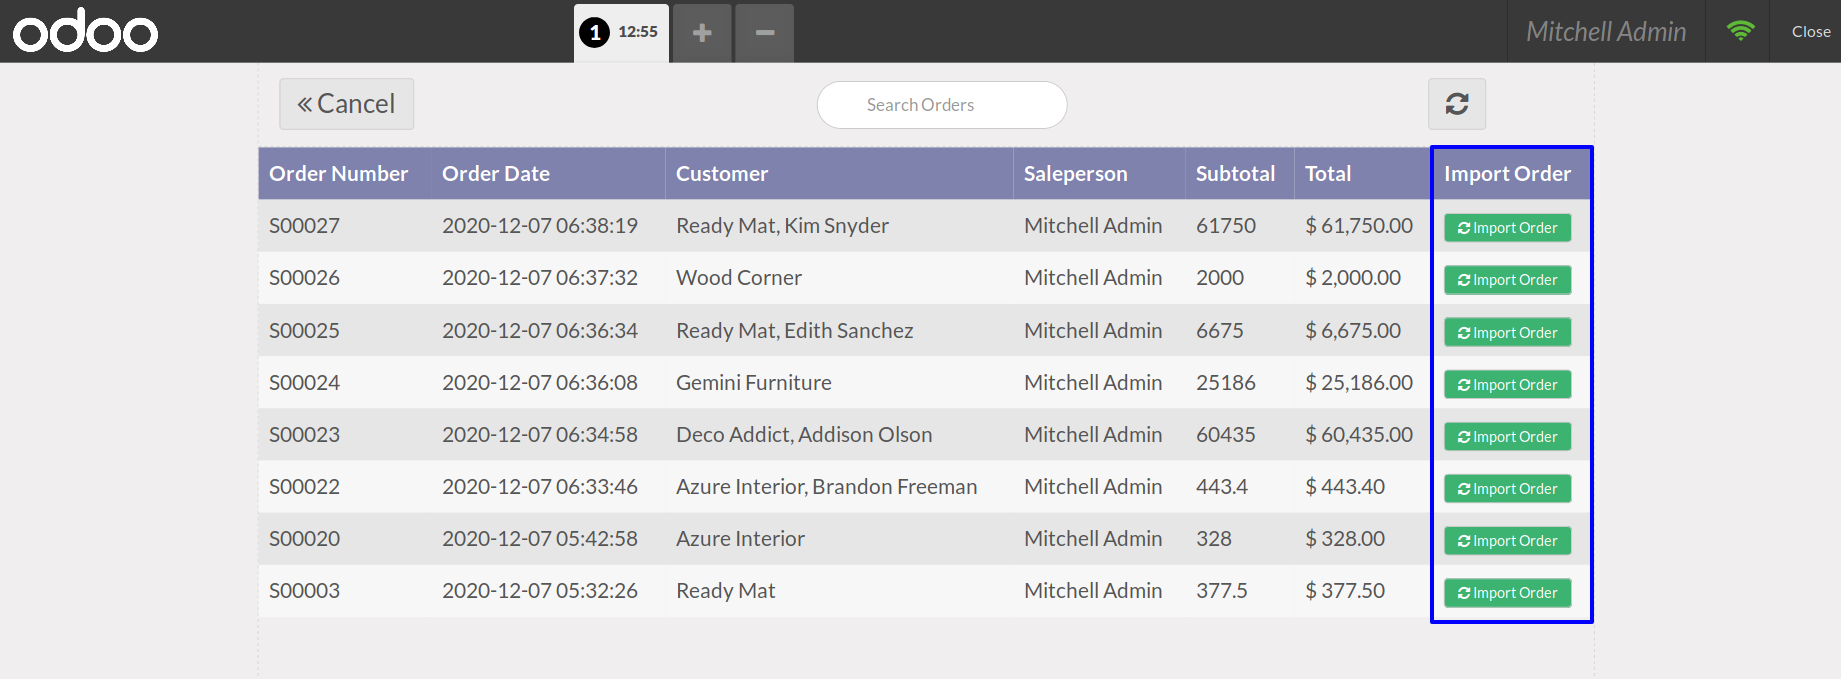 odoo 1 12:55 Mitchell Admin Close
Cancel Search Orders
Order Number Order Date Customer Saleperson Subtotal Total Import Order
S00027 2020-12-07 06:38:19 Ready Mat, Kim Snyder Mitchell Admin 61750 $ 61,750.00 Import Order
S00026 2020-12-07 06:37:32 Wood Corner Mitchell Admin 2000 $ 2,000.00 Import Order
S00025 2020-12-07 06:36:34 Ready Mat, Edith Sanchez Mitchell Admin 6675 $ 6,675.00 Import Order
S00024 2020-12-07 06:36:08 Gemini Furniture Mitchell Admin 25186 $ 25,186.00 Import Order
S00023 2020-12-07 06:34:58 Deco Addict, Addison Olson Mitchell Admin 60435 $ 60,435.00 Import Order
S00022 2020-12-07 06:33:46 Azure Interior, Brandon Freeman Mitchell Admin 443.4 $ 443.40 Import Order
S00020 2020-12-07 05:42:58 Azure Interior Mitchell Admin 328 $ 328.00 Import Order
S00003 2020-12-07 05:32:26 Ready Mat Mitchell Admin 377.5 $ 377.50 Import Order